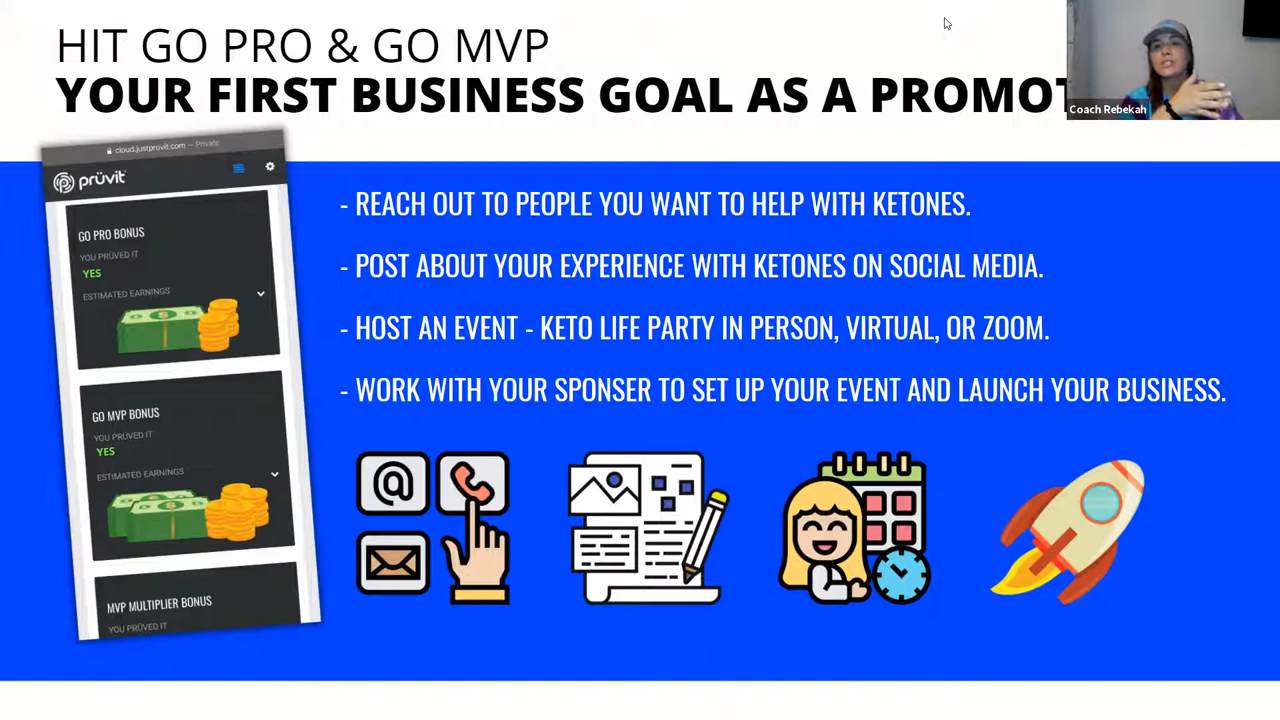 HIT GO PRO & GO MVP
YOUR FIRST BUSINESS GOAL AS A PROMOT
Coach Rebekah
cloud.justpruvit.com — Private
prüvit
GO PRO BONUS
YOU PRÜVED IT
YES
ESTIMATED EARNINGS
GO MVP BONUS
YOU PRÜVED IT
YES
ESTIMATED EARNINGS
MVP MULTIPLIER BONUS
YOU PRÜVED IT
- REACH OUT TO PEOPLE YOU WANT TO HELP WITH KETONES.
- POST ABOUT YOUR EXPERIENCE WITH KETONES ON SOCIAL MEDIA.
- HOST AN EVENT - KETO LIFE PARTY IN PERSON, VIRTUAL, OR ZOOM.
- WORK WITH YOUR SPONSER TO SET UP YOUR EVENT AND LAUNCH YOUR BUSINESS.